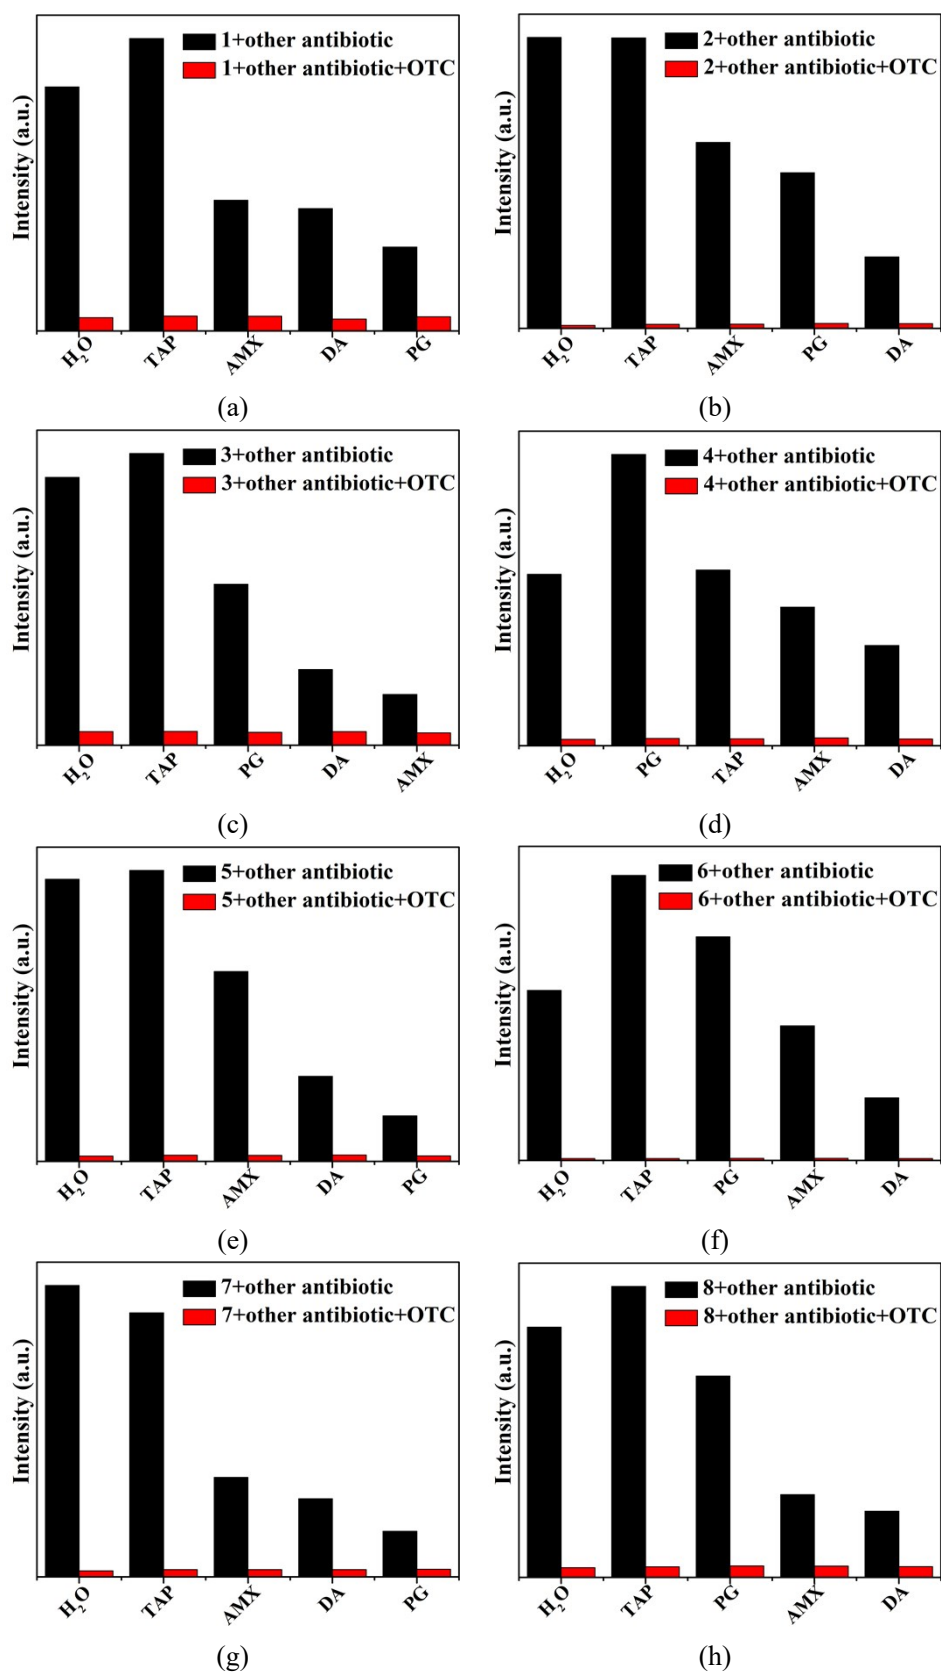 Intensity (a.u.)
1+other antibiotic
1+other antibiotic+OTC
H₂O TAP AMX DA PG
(a)
Intensity (a.u.)
2+other antibiotic
2+other antibiotic+OTC
H₂O TAP AMX PG DA
(b)
Intensity (a.u.)
3+other antibiotic
3+other antibiotic+OTC
H₂O TAP PG DA AMX
(c)
Intensity (a.u.)
4+other antibiotic
4+other antibiotic+OTC
H₂O PG TAP AMX DA
(d)
Intensity (a.u.)
5+other antibiotic
5+other antibiotic+OTC
H₂O TAP AMX DA PG
(e)
Intensity (a.u.)
6+other antibiotic
6+other antibiotic+OTC
H₂O TAP PG AMX DA
(f)
Intensity (a.u.)
7+other antibiotic
7+other antibiotic+OTC
H₂O TAP AMX DA PG
(g)
Intensity (a.u.)
8+other antibiotic
8+other antibiotic+OTC
H₂O TAP PG AMX DA
(h)